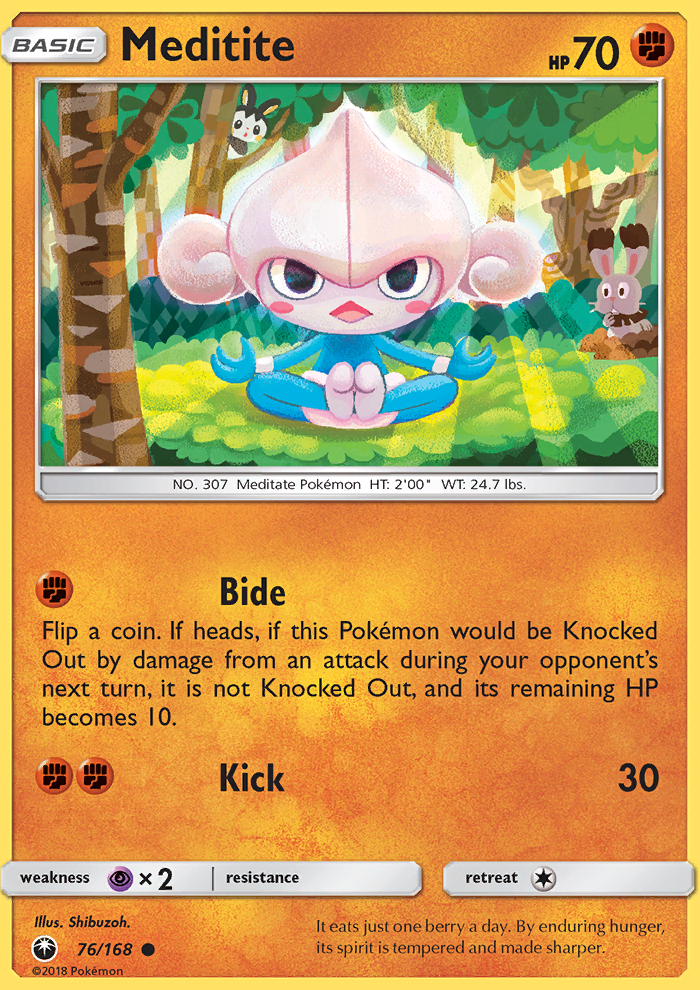 BASIC
Meditite
HP 70
NO. 307 Meditate Pokémon HT: 2'00" WT: 24.7 lbs.
Bide
Flip a coin. If heads, if this Pokémon would be Knocked
Out by damage from an attack during your opponent's
next turn, it is not Knocked Out, and its remaining HP
becomes 10.
Kick 30
weakness × 2 resistance retreat
Illus. Shibuzoh.
76/168
©2018 Pokémon
It eats just one berry a day. By enduring hunger,
its spirit is tempered and made sharper.